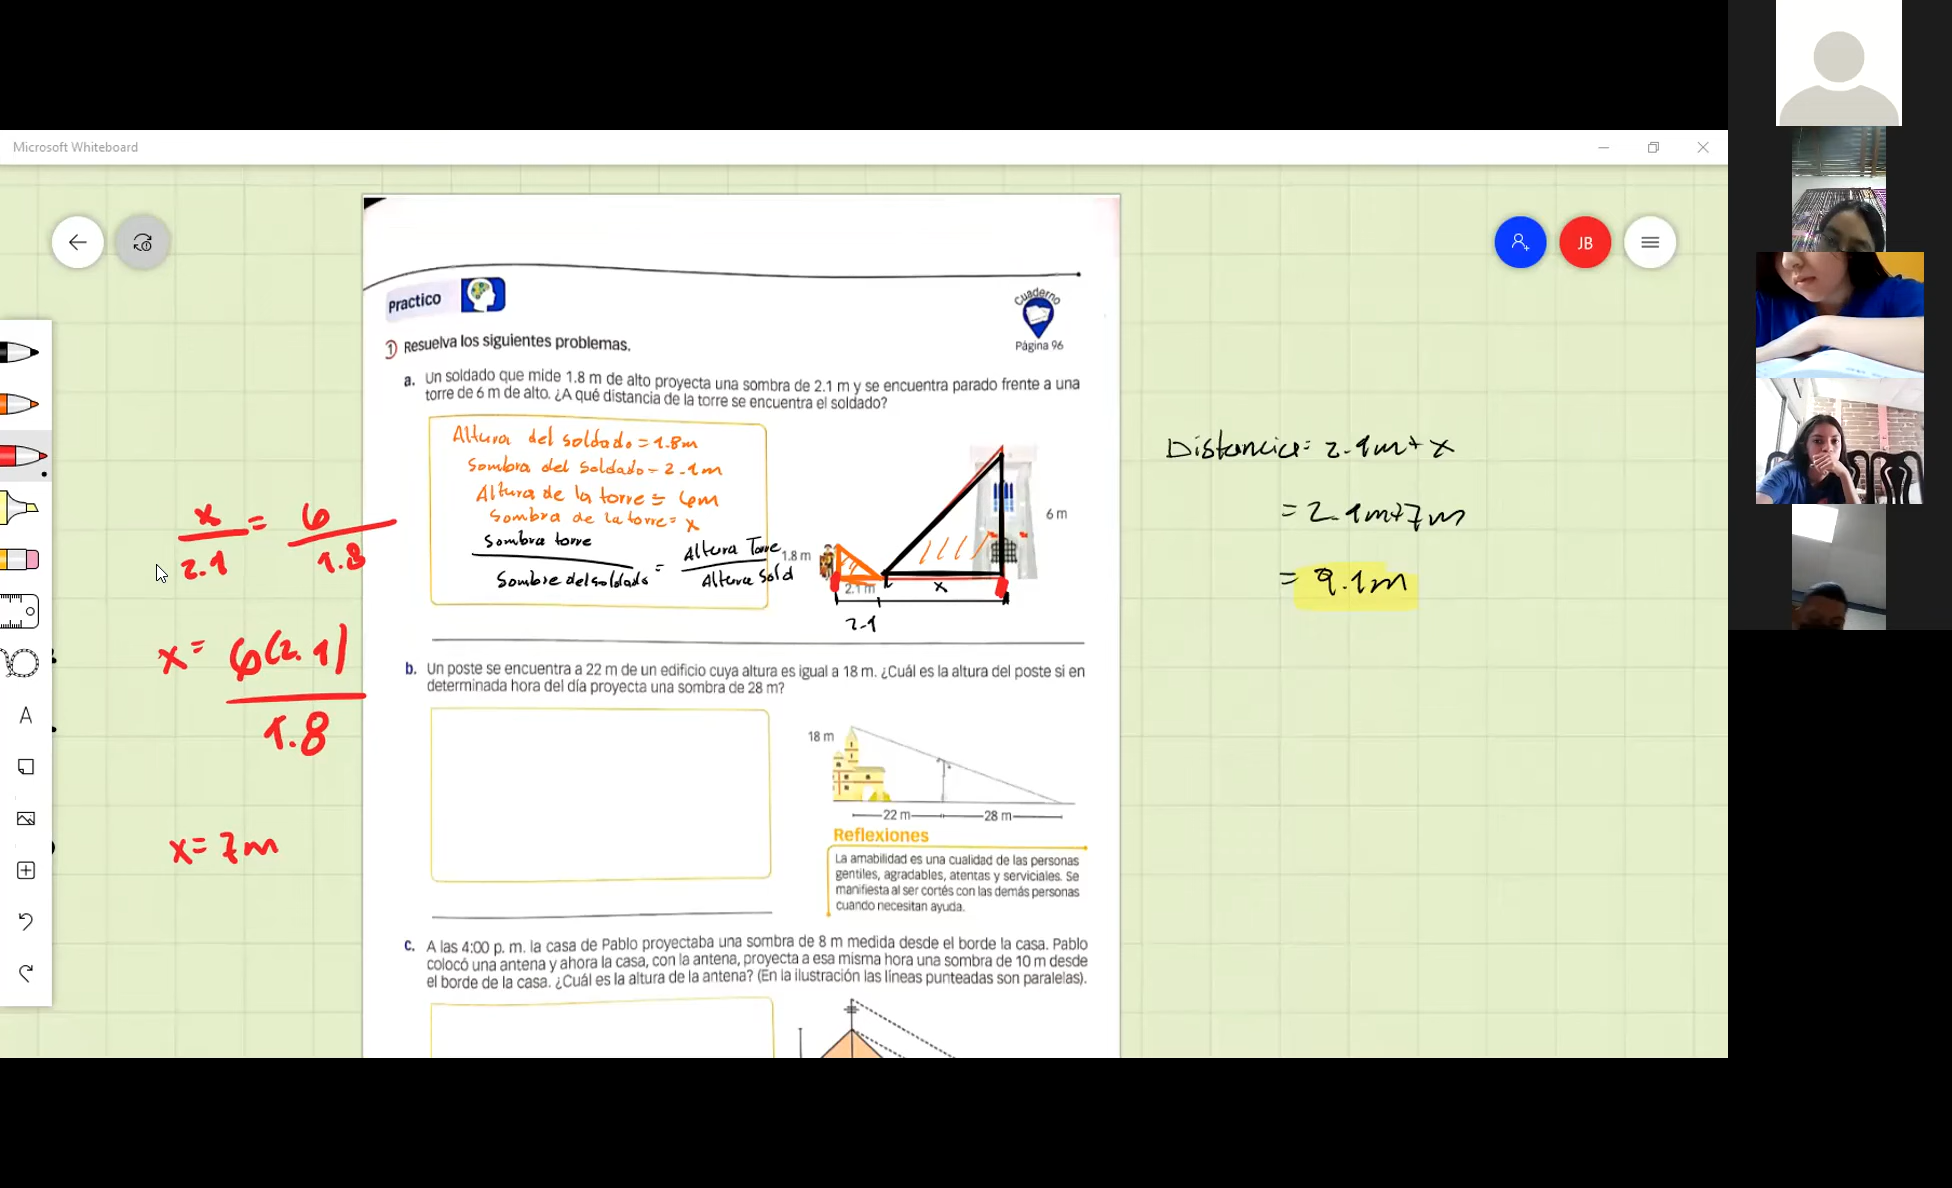 Microsoft Whiteboard
JB
Practico
Cuaderno
Página 96
1 Resuelva los siguientes problemas.
a. Un soldado que mide 1.8 m de alto proyecta una sombra de 2.1 m y se encuentra parado frente a una
torre de 6 m de alto. ¿A qué distancia de la torre se encuentra el soldado?
Altura del soldado = 1.8m
Sombra del soldado = 2.1m
Altura de la torre = 6m
Sombra de la torre = x
Sombra torre
Sombra del soldado
=
Altura Torre
Altura Sold
1.8 m
2.1 m
x
6 m
2.1
x/2.1 = 6/1.8
x = 6(2.1)
1.8
x = 7m
Distancia = 2.1m + x
= 2.1m + 7m
= 9.1m
b. Un poste se encuentra a 22 m de un edificio cuya altura es igual a 18 m. ¿Cuál es la altura del poste si en
determinada hora del día proyecta una sombra de 28 m?
18 m
22 m
28 m
Reflexiones
La amabilidad es una cualidad de las personas
gentiles, agradables, atentas y serviciales. Se
manifiesta al ser cortés con las demás personas
cuando necesitan ayuda.
c. A las 4:00 p. m. la casa de Pablo proyectaba una sombra de 8 m medida desde el borde la casa. Pablo
colocó una antena y ahora la casa, con la antena, proyecta a esa misma hora una sombra de 10 m desde
el borde de la casa. ¿Cuál es la altura de la antena? (En la ilustración las líneas punteadas son paralelas).